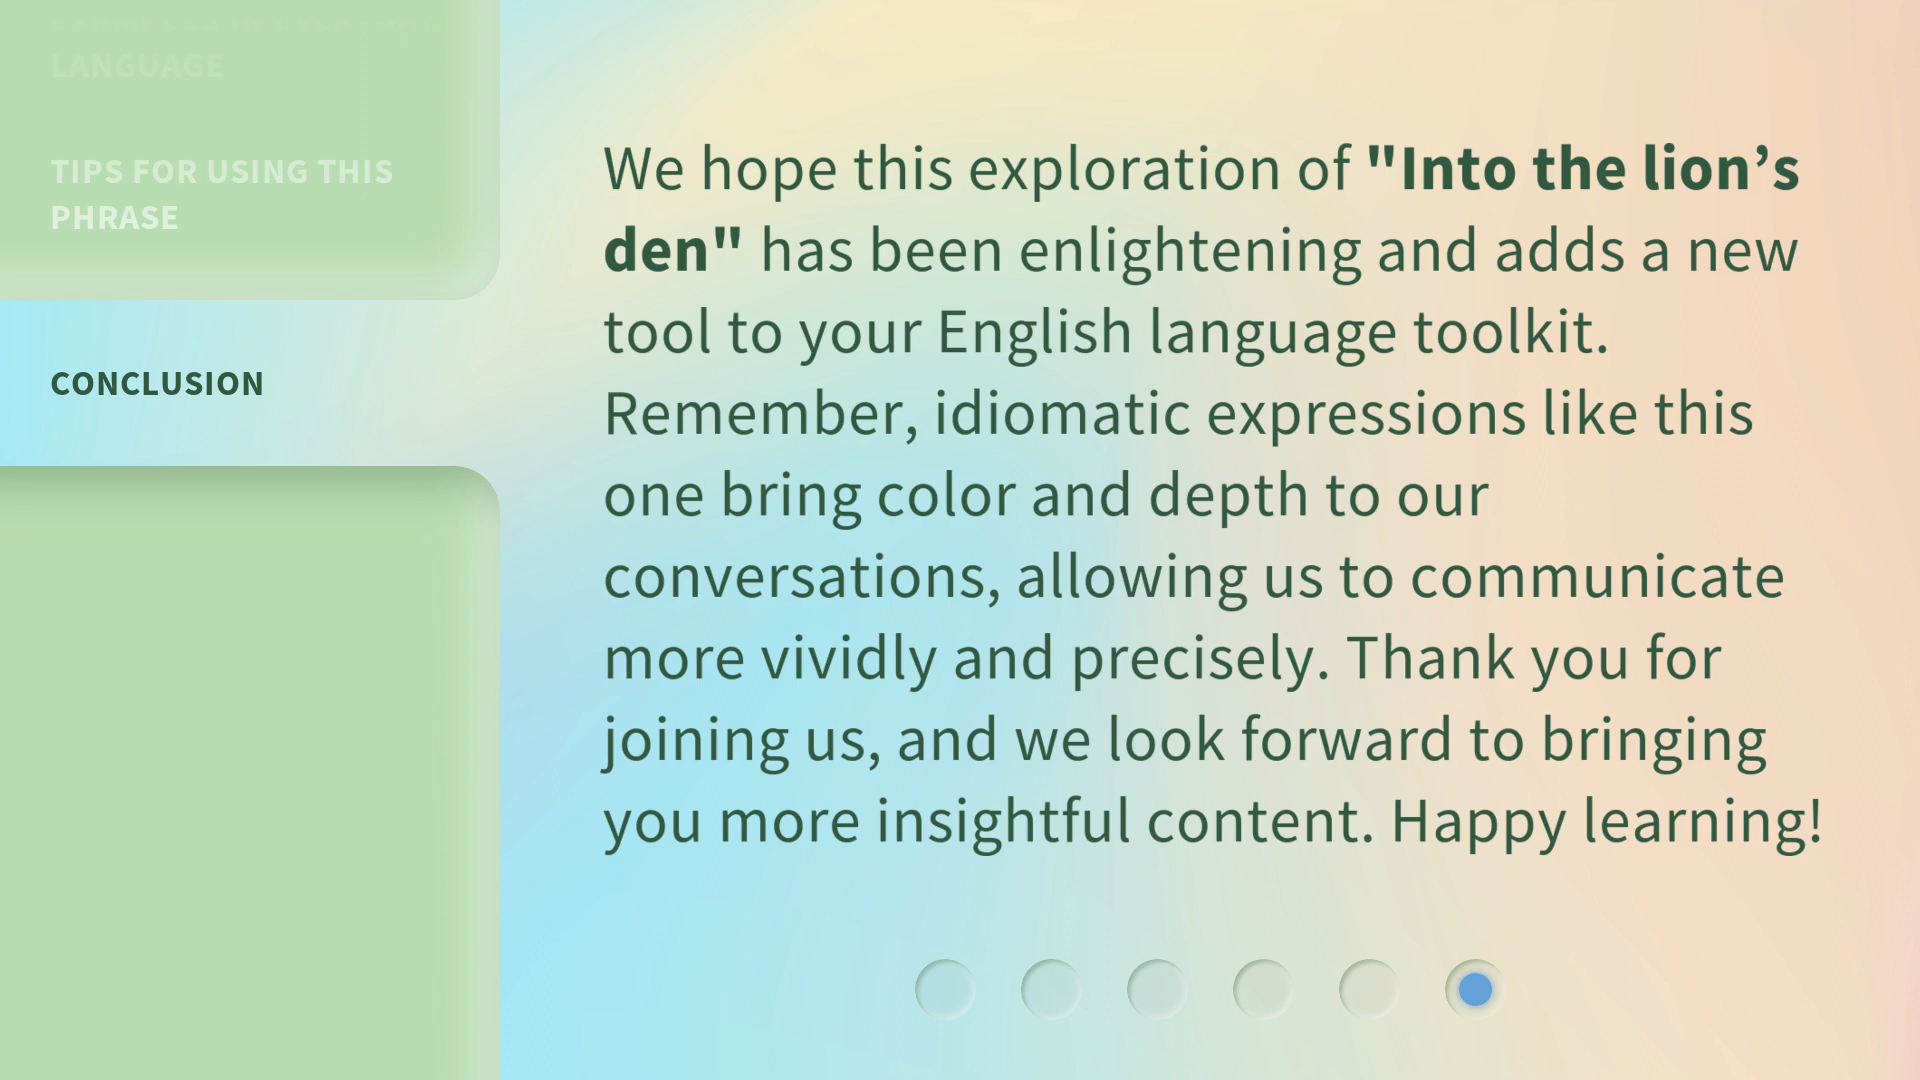 LANGUAGE
TIPS FOR USING THIS
PHRASE
CONCLUSION
We hope this exploration of "Into the lion’s
den" has been enlightening and adds a new
tool to your English language toolkit.
Remember, idiomatic expressions like this
one bring color and depth to our
conversations, allowing us to communicate
more vividly and precisely. Thank you for
joining us, and we look forward to bringing
you more insightful content. Happy learning!